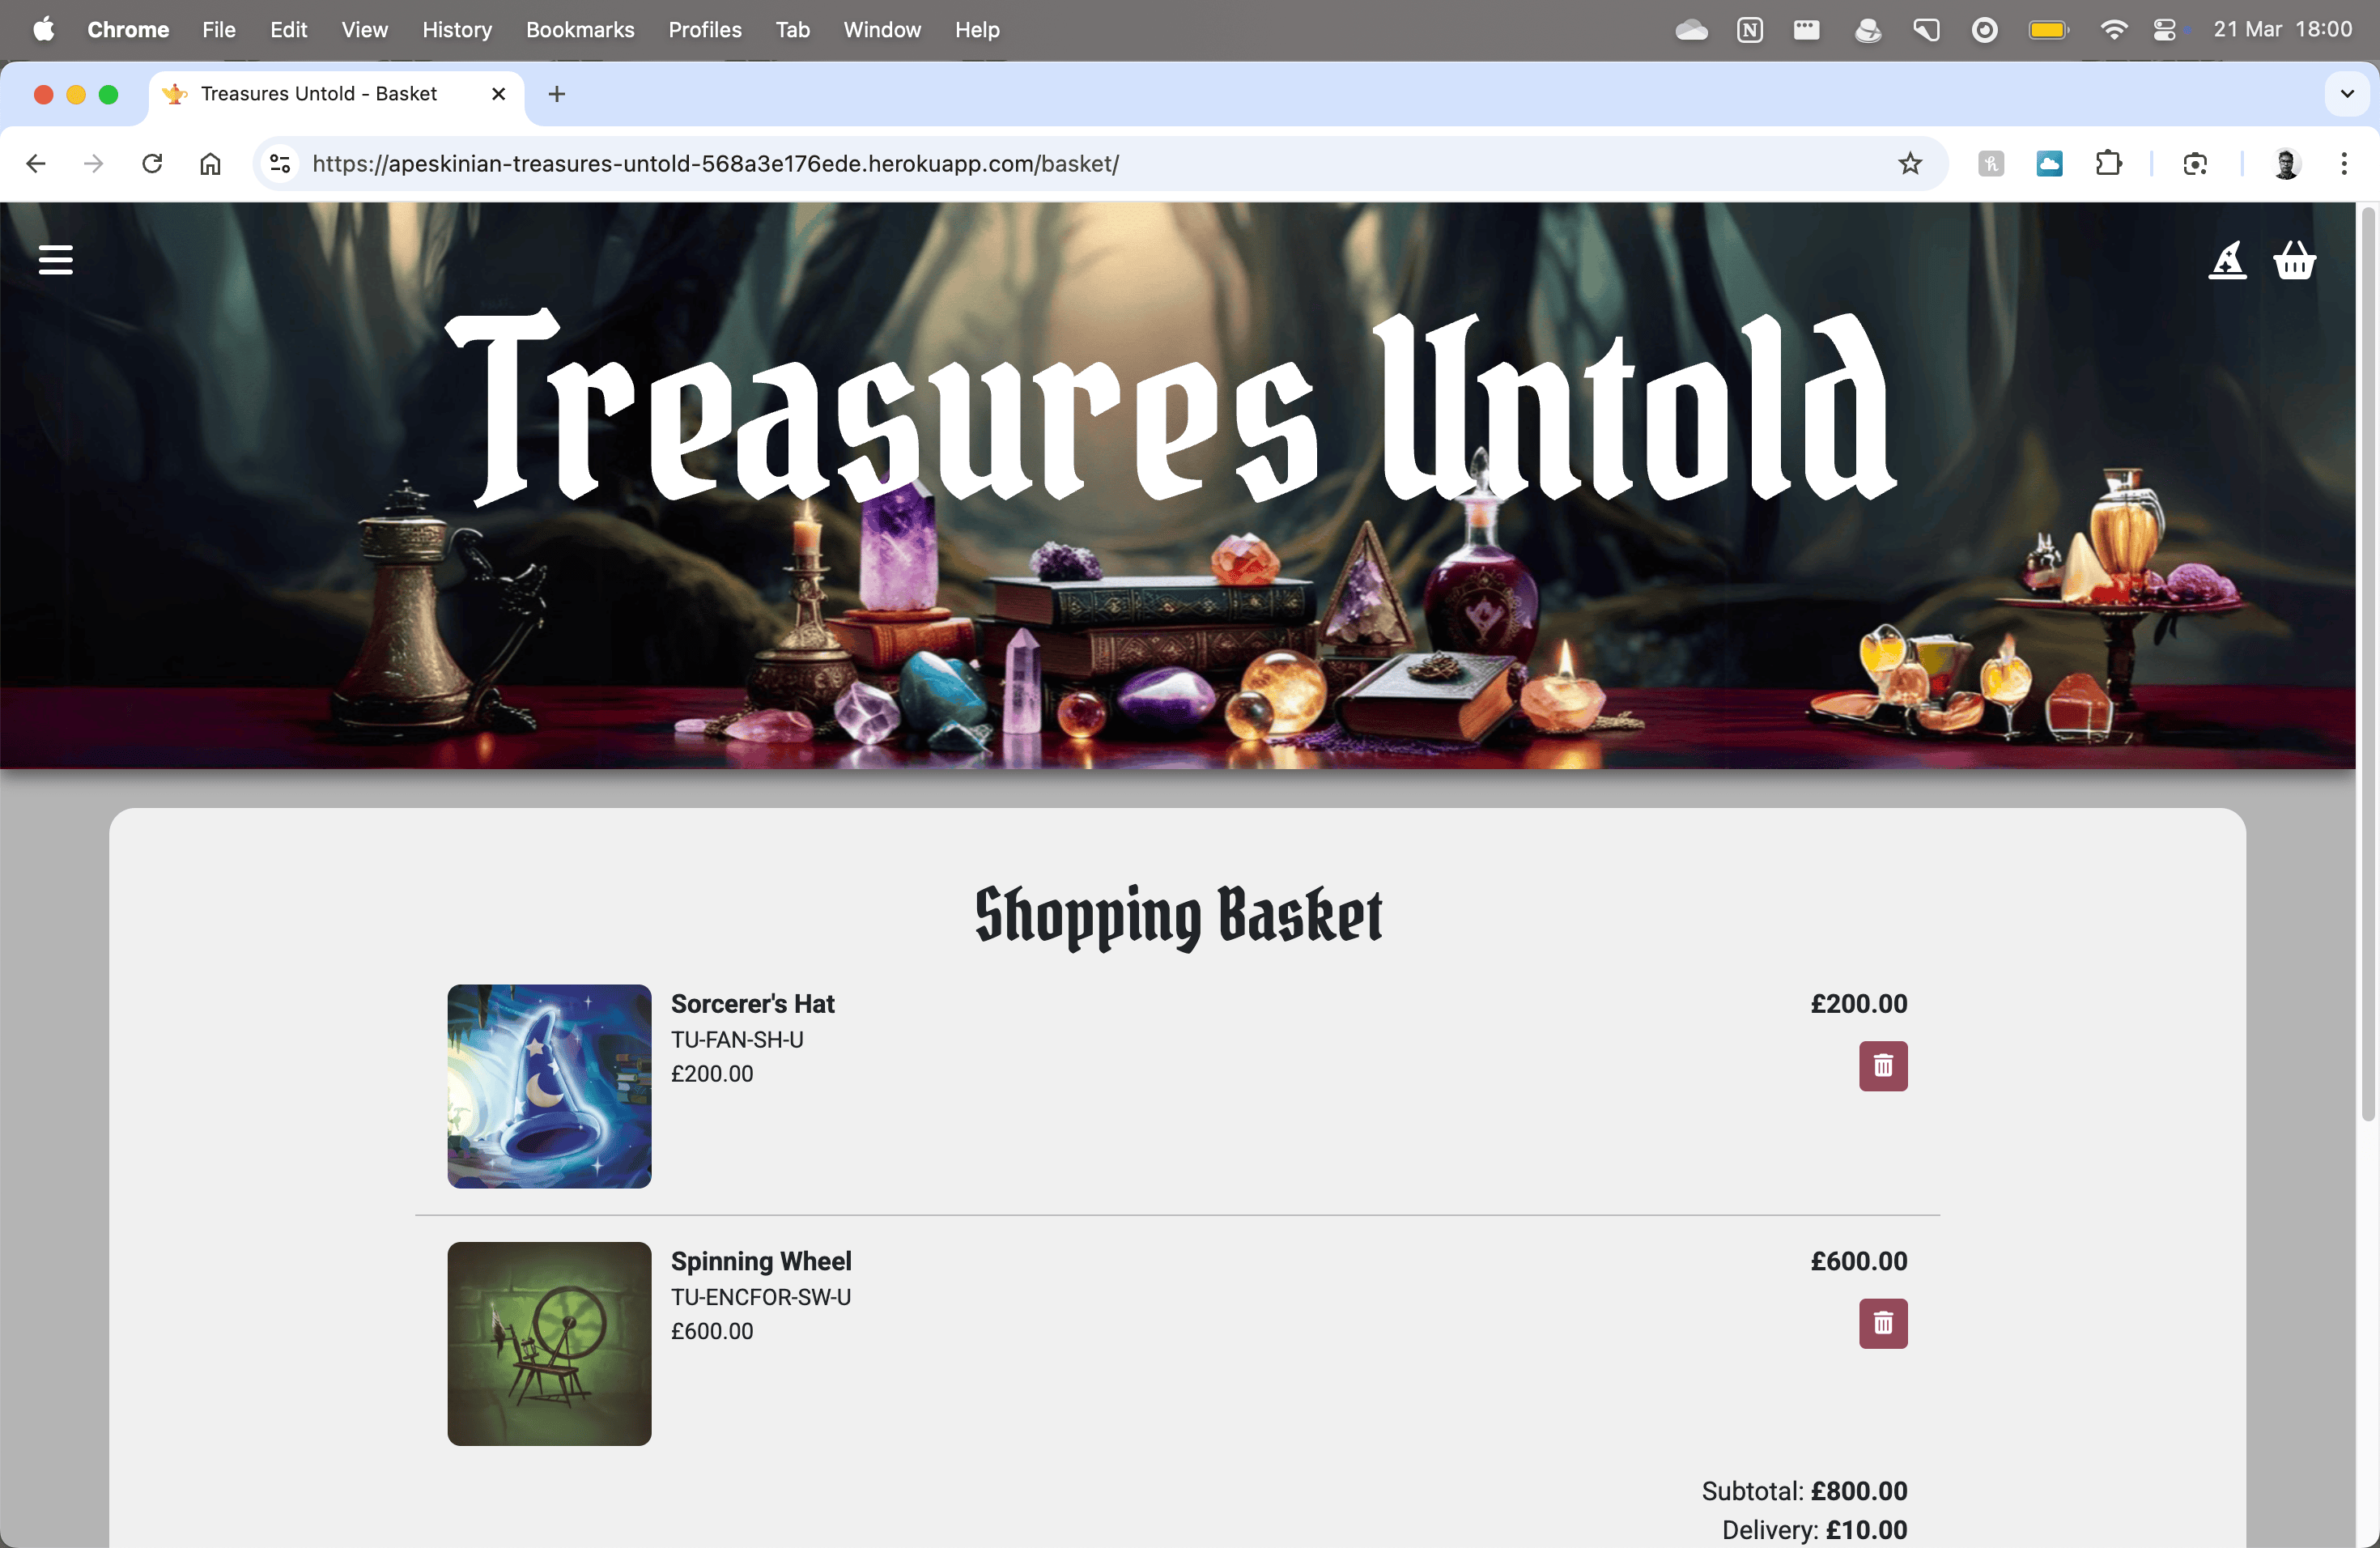 Chrome File Edit View History Bookmarks Profiles Tab Window Help 21 Mar 18:00
Treasures Untold - Basket
https://apeskinian-treasures-untold-568a3e176ede.herokuapp.com/basket/
Treasures Untold
Shopping Basket
Sorcerer's Hat £200.00
TU-FAN-SH-U
£200.00
Spinning Wheel £600.00
TU-ENCFOR-SW-U
£600.00
Subtotal: £800.00
Delivery: £10.00